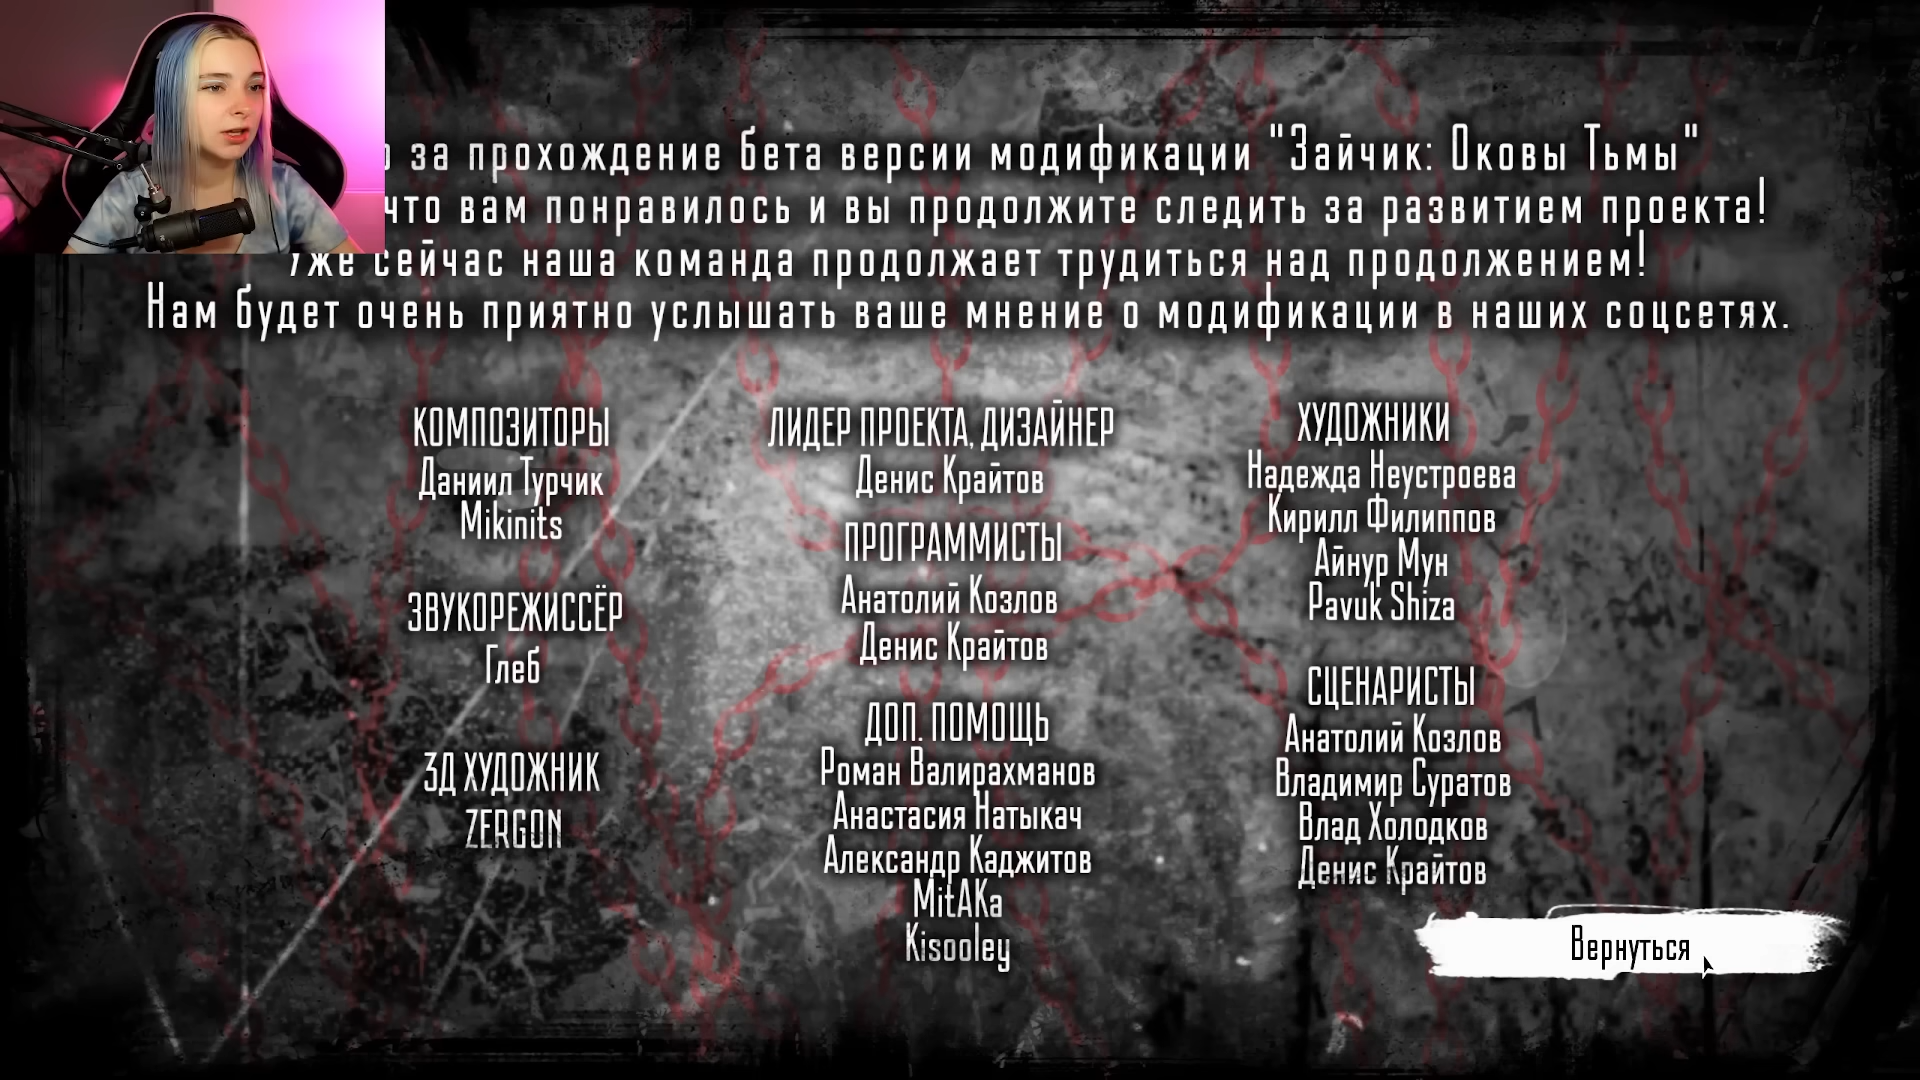 за прохождение бета версии модификации "Зайчик: Оковы Тьмы"
что вам понравилось и вы продолжите следить за развитием проекта!
Уже сейчас наша команда продолжает трудиться над продолжением!
Нам будет очень приятно услышать ваше мнение о модификации в наших соцсетях.
КОМПОЗИТОРЫ
Даниил Турчик
Mikinits
ЗВУКОРЕЖИССЁР
Глеб
3Д ХУДОЖНИК
ZERGON
ЛИДЕР ПРОЕКТА, ДИЗАЙНЕР
Денис Крайтов
ПРОГРАММИСТЫ
Анатолий Козлов
Денис Крайтов
ДОП. ПОМОЩЬ
Роман Валирахманов
Анастасия Натыкач
Александр Каджитов
MitAKa
Kisooley
ХУДОЖНИКИ
Надежда Неустроева
Кирилл Филиппов
Айнур Мун
Pavuk Shiza
СЦЕНАРИСТЫ
Анатолий Козлов
Владимир Суратов
Влад Холодков
Денис Крайтов
Вернуться